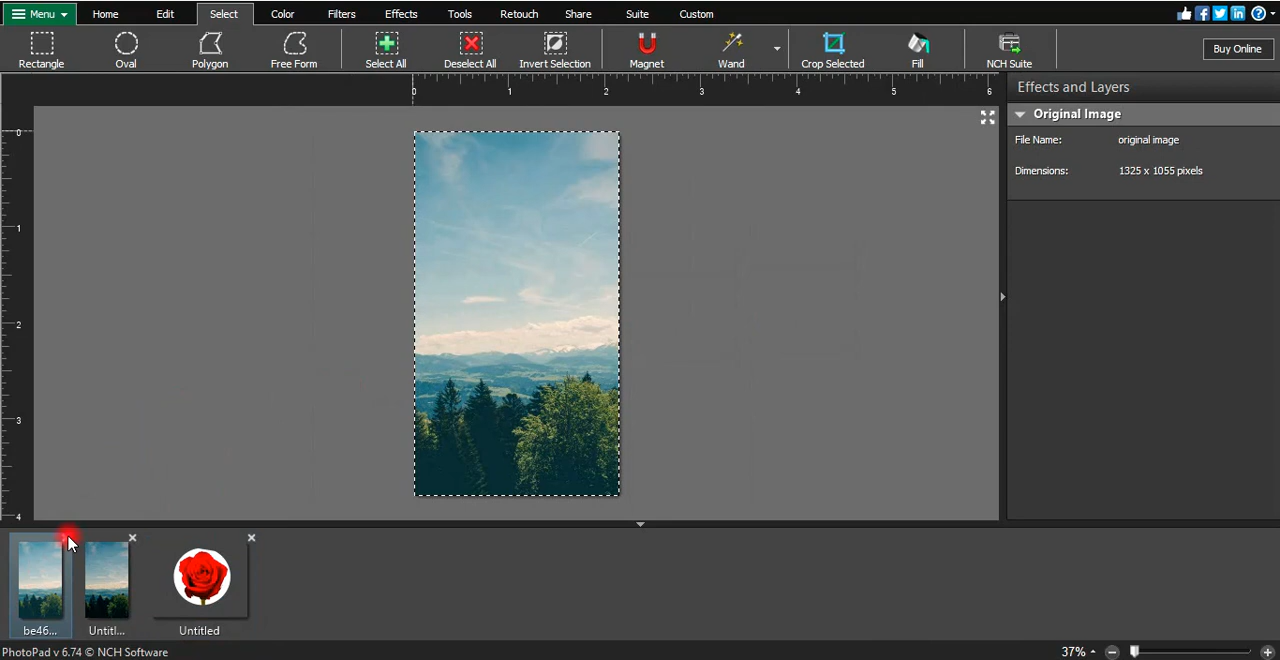 Menu Home Edit Select Color Filters Effects Tools Retouch Share Suite Custom
Rectangle Oval Polygon Free Form Select All Deselect All Invert Selection Magnet Wand Crop Selected Fill NCH Suite Buy Online
0 1 2 3 4 5 6
Effects and Layers
Original Image
File Name: original image
Dimensions: 1325 x 1055 pixels
0
1
2
3
4
be46... Untitl... Untitled
PhotoPad v 6.74 © NCH Software 37%